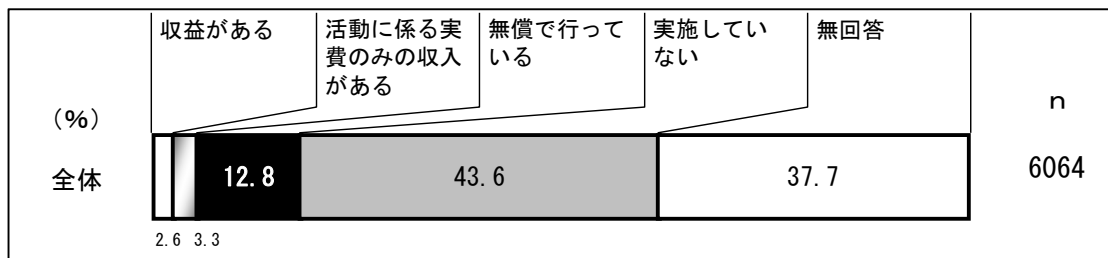 収益がある
活動に係る実
費のみの収入
がある
無償で行って
いる
実施してい
ない
無回答
(%)
n
全体
12.8
43.6
37.7
6064
2.6
3.3